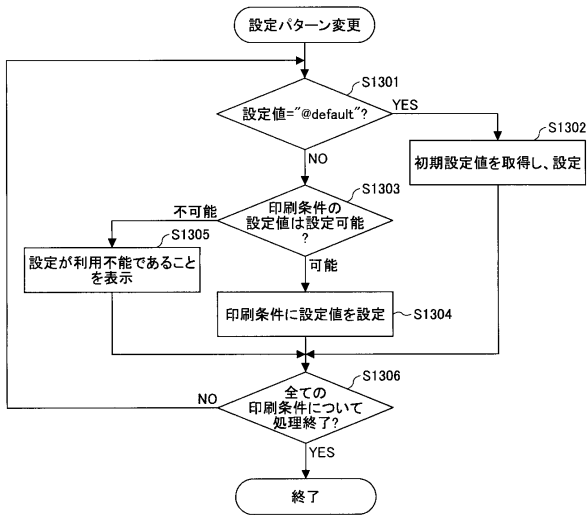 設定パターン変更
S1301
設定値="@default"?
YES
S1302
初期設定値を取得し、設定
NO
S1303
印刷条件の
設定値は設定可能
?
不可能
S1305
設定が利用不能であること
を表示
可能
印刷条件に設定値を設定
S1304
S1306
全ての
印刷条件について
処理終了?
NO
YES
終了